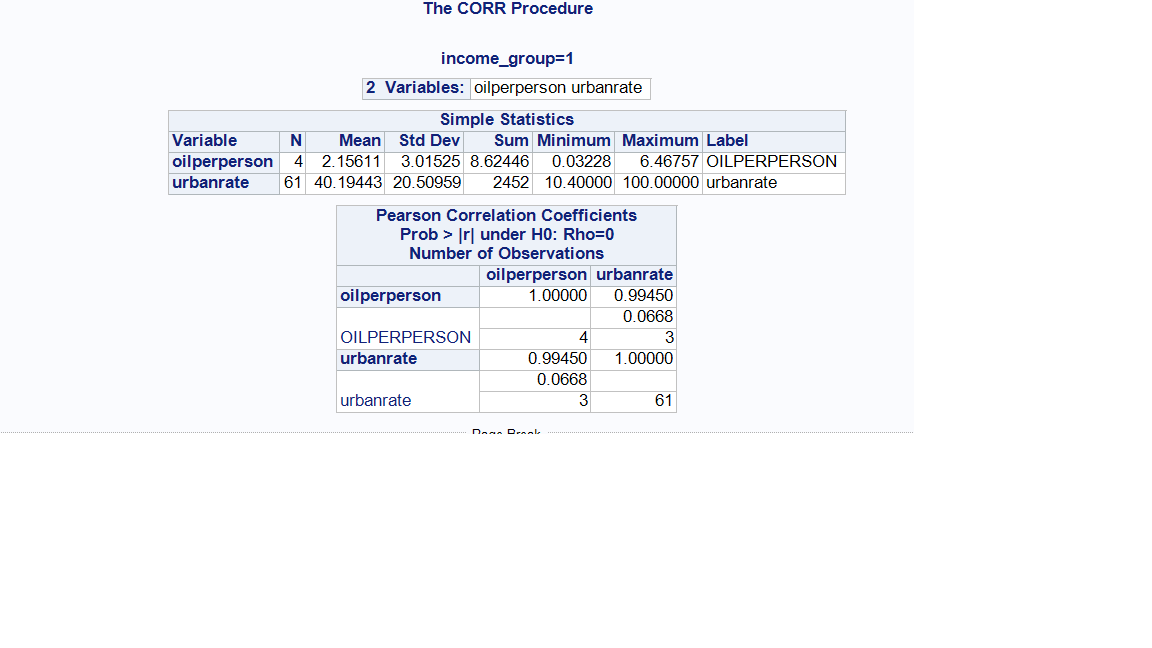 The CORR Procedure
income_group=1
2 Variables: oilperperson urbanrate
Simple Statistics
Variable N Mean Std Dev Sum Minimum Maximum Label
oilperperson 4 2.15611 3.01525 8.62446 0.03228 6.46757 OILPERPERSON
urbanrate 61 40.19443 20.50959 2452 10.40000 100.00000 urbanrate
Pearson Correlation Coefficients
Prob > |r| under H0: Rho=0
Number of Observations
oilperperson urbanrate
oilperperson 1.00000 0.99450
0.0668
OILPERPERSON 4 3
urbanrate 0.99450 1.00000
0.0668
urbanrate 3 61
Page Break